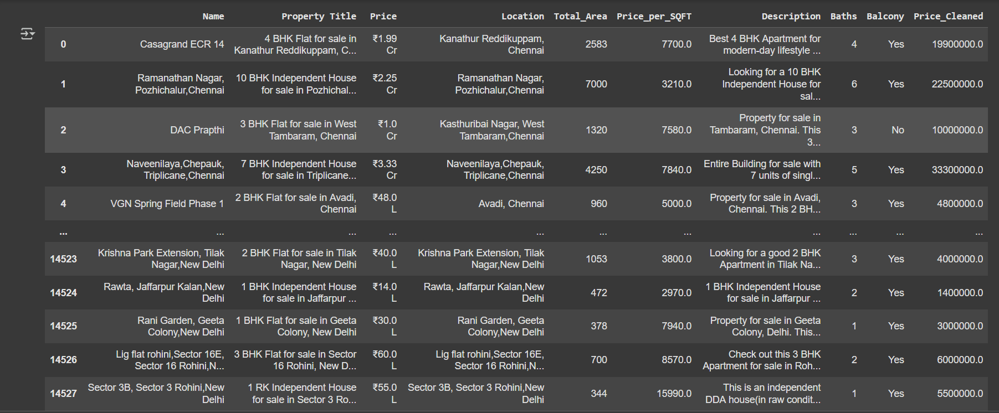 Name Property Title Price Location Total_Area Price_per_SQFT Description Baths Balcony Price_Cleaned
0 Casagrand ECR 14 4 BHK Flat for sale in Kanathur Reddikuppam, C... ₹1.99 Cr Kanathur Reddikuppam, Chennai 2583 7700.0 Best 4 BHK Apartment for modern-day lifestyle ... 4 Yes 19900000.0
1 Ramanathan Nagar, Pozhichalur,Chennai 10 BHK Independent House for sale in Pozhichal... ₹2.25 Cr Ramanathan Nagar, Pozhichalur,Chennai 7000 3210.0 Looking for a 10 BHK Independent House for sal... 6 Yes 22500000.0
2 DAC Prapthi 3 BHK Flat for sale in West Tambaram, Chennai ₹1.0 Cr Kasthuribai Nagar, West Tambaram,Chennai 1320 7580.0 Property for sale in Tambaram, Chennai. This 3... 3 No 10000000.0
3 Naveenilaya,Chepauk, Triplicane,Chennai 7 BHK Independent House for sale in Triplicane... ₹3.33 Cr Naveenilaya,Chepauk, Triplicane,Chennai 4250 7840.0 Entire Building for sale with 7 units of singl... 5 Yes 33300000.0
4 VGN Spring Field Phase 1 2 BHK Flat for sale in Avadi, Chennai ₹48.0 L Avadi, Chennai 960 5000.0 Property for sale in Avadi, Chennai. This 2 BH... 3 Yes 4800000.0
... ... ... ... ... ... ... ... ... ... ...
14523 Krishna Park Extension, Tilak Nagar,New Delhi 2 BHK Flat for sale in Tilak Nagar, New Delhi ₹40.0 L Krishna Park Extension, Tilak Nagar,New Delhi 1053 3800.0 Looking for a good 2 BHK Apartment in Tilak Na... 3 Yes 4000000.0
14524 Rawta, Jaffarpur Kalan,New Delhi 1 BHK Independent House for sale in Jaffarpur ... ₹14.0 L Rawta, Jaffarpur Kalan,New Delhi 472 2970.0 1 BHK Independent House for sale in Jaffarpur ... 2 Yes 1400000.0
14525 Rani Garden, Geeta Colony,New Delhi 1 BHK Flat for sale in Geeta Colony, New Delhi ₹30.0 L Rani Garden, Geeta Colony,New Delhi 378 7940.0 Property for sale in Geeta Colony, Delhi. This... 1 Yes 3000000.0
14526 Lig flat rohini,Sector 16E, Sector 16 Rohini,N... 3 BHK Flat for sale in Sector 16 Rohini, New D... ₹60.0 L Lig flat rohini,Sector 16E, Sector 16 Rohini,N... 700 8570.0 Check out this 3 BHK Apartment for sale in Roh... 2 Yes 6000000.0
14527 Sector 3B, Sector 3 Rohini,New Delhi 1 RK Independent House for sale in Sector 3 Ro... ₹55.0 L Sector 3B, Sector 3 Rohini,New Delhi 344 15990.0 This is an independent DDA house(in raw condit... 1 Yes 5500000.0